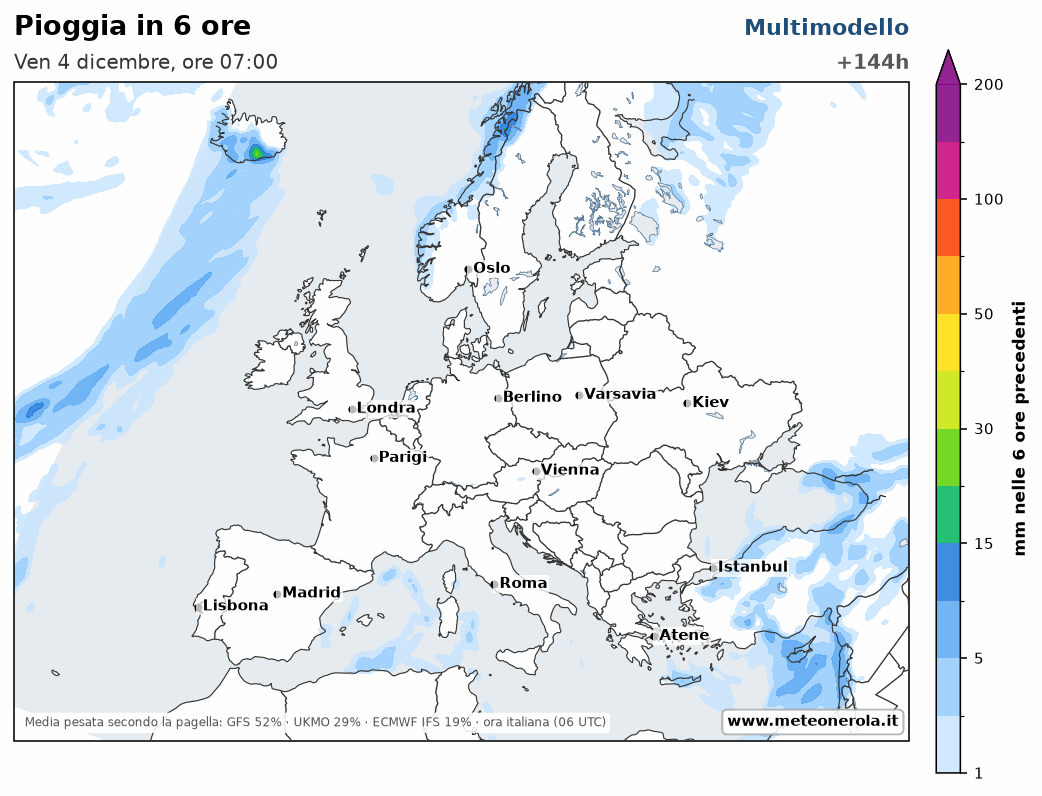 Pioggia in 6 ore
Multimodello
Ven 4 dicembre, ore 07:00
+144h
200
100
50
30
15
5
1
mm nelle 6 ore precedenti
Oslo
Londra
Berlino
Varsavia
Kiev
Parigi
Vienna
Istanbul
Roma
Madrid
Lisbona
Atene
Media pesata secondo la pagella: GFS 52% · UKMO 29% · ECMWF IFS 19% · ora italiana (06 UTC)
www.meteonerola.it